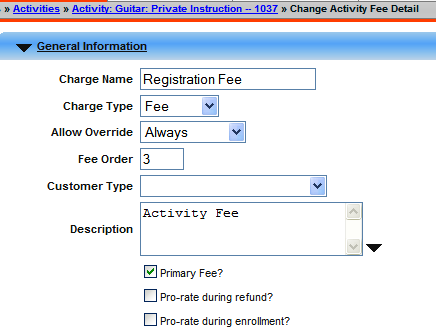 » Activities » Activity: Guitar: Private Instruction -- 1037 » Change Activity Fee Detail
General Information
Charge Name Registration Fee
Charge Type Fee
Allow Override Always
Fee Order 3
Customer Type
Description Activity Fee
Primary Fee?
Pro-rate during refund?
Pro-rate during enrollment?